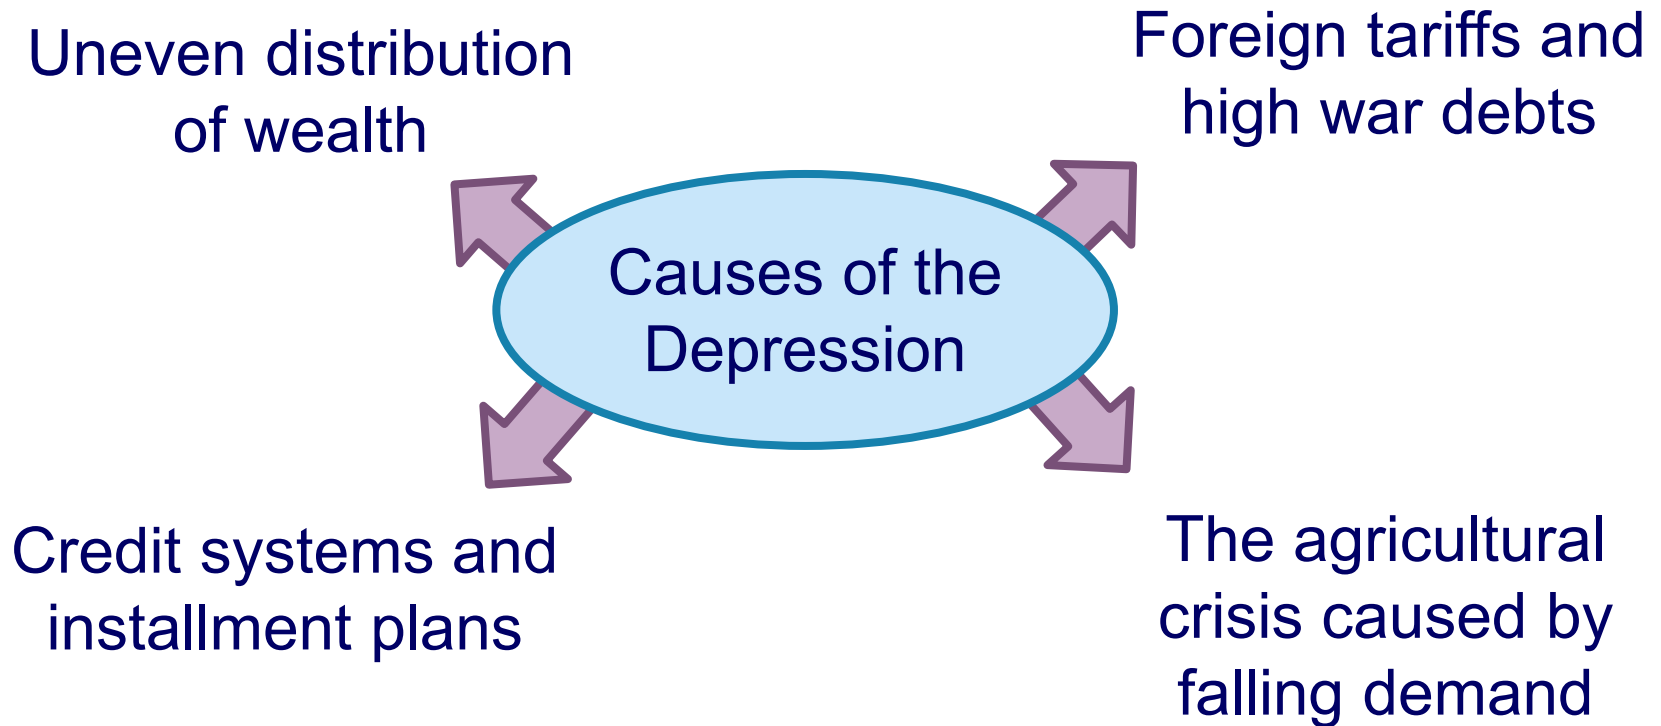 Uneven distribution
of wealth
Foreign tariffs and
high war debts
Causes of the
Depression
Credit systems and
installment plans
The agricultural
crisis caused by
falling demand